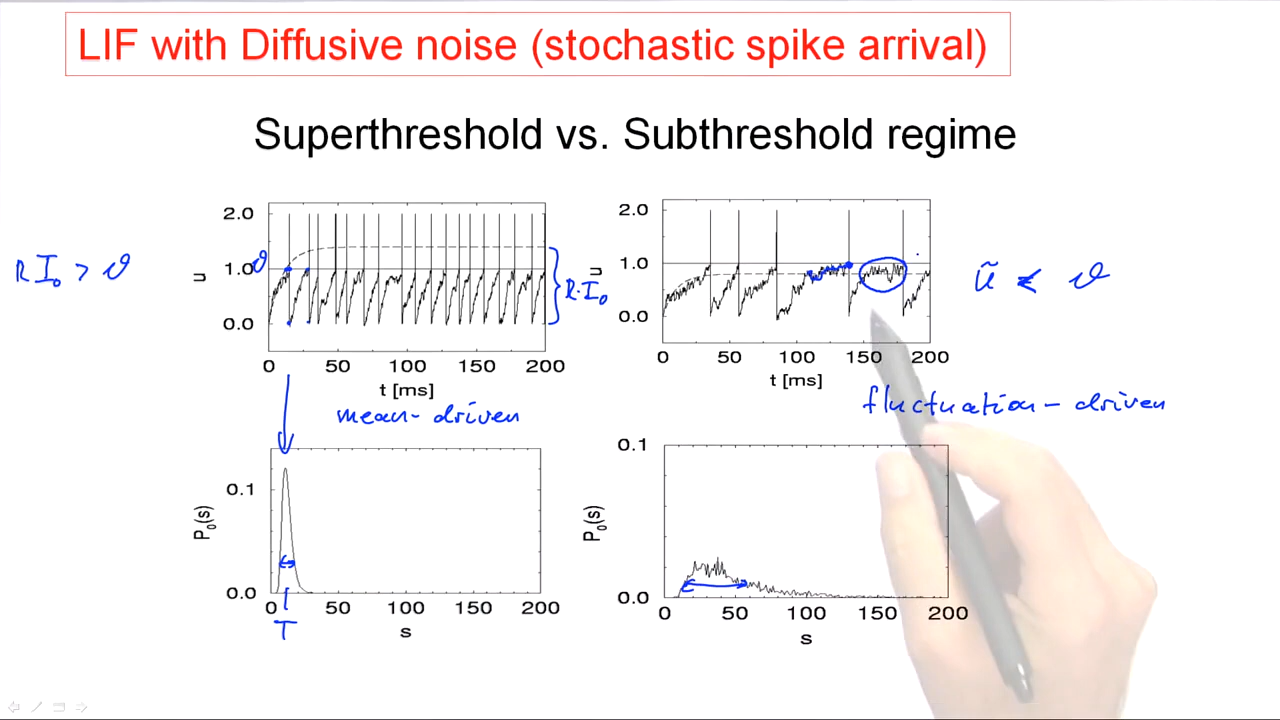 LIF with Diffusive noise (stochastic spike arrival)
Superthreshold vs. Subthreshold regime
2.0
1.0
0.0
u
ϑ
0 50 100 150 200
t [ms]
R I₀ > ϑ
R·I₀
mean-driven
2.0
1.0
0.0
u
0 50 100 150 200
t [ms]
ũ < ϑ
fluctuation-driven
0.1
0.0
P₀(s)
0 50 100 150 200
T
s
0.1
0.0
P₀(s)
0 50 100 150 200
s